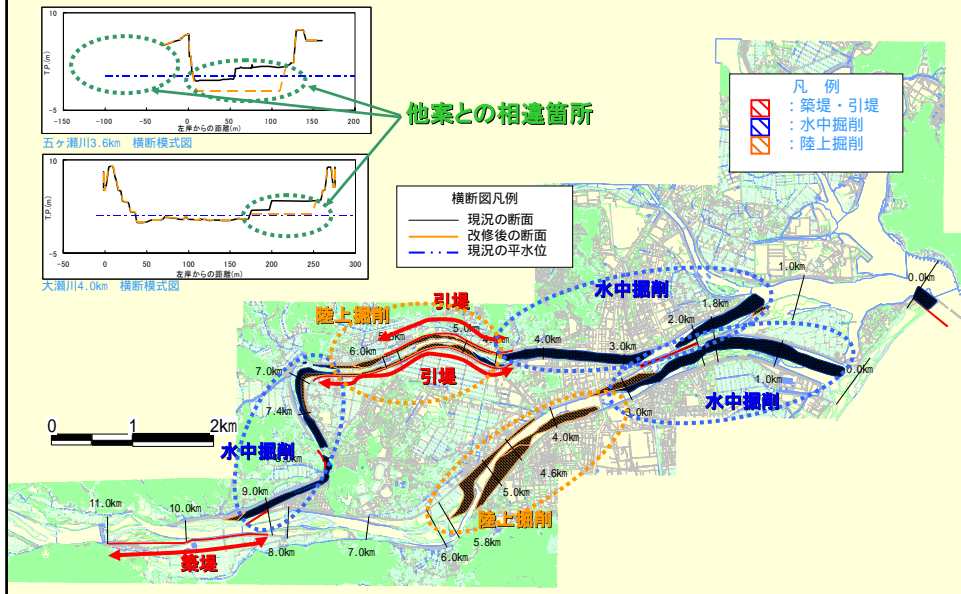 10
T.P.(m)
-5
-150 -100 -50 0 50 100 150 200
左岸からの距離(m)
五ヶ瀬川3.6km 横断模式図
10
T.P.(m)
-5
-50 0 50 100 150 200 250 300
左岸からの距離(m)
大瀬川4.0km 横断模式図
他案との相違箇所
凡 例
:築堤・引堤
:水中掘削
:陸上掘削
横断図凡例
現況の断面
改修後の断面
現況の平水位
0 1 2km
陸上掘削
引堤
引堤
水中掘削
水中掘削
水中掘削
陸上掘削
築堤
0.0km
1.0km
1.8km
2.0km
3.0km
4.0km
5.0km
6.0km
7.0km
7.4km
9.0km
10.0km
11.0km
0.0km
1.0km
3.0km
4.0km
4.6km
5.0km
5.8km
6.0km
7.0km
8.0km